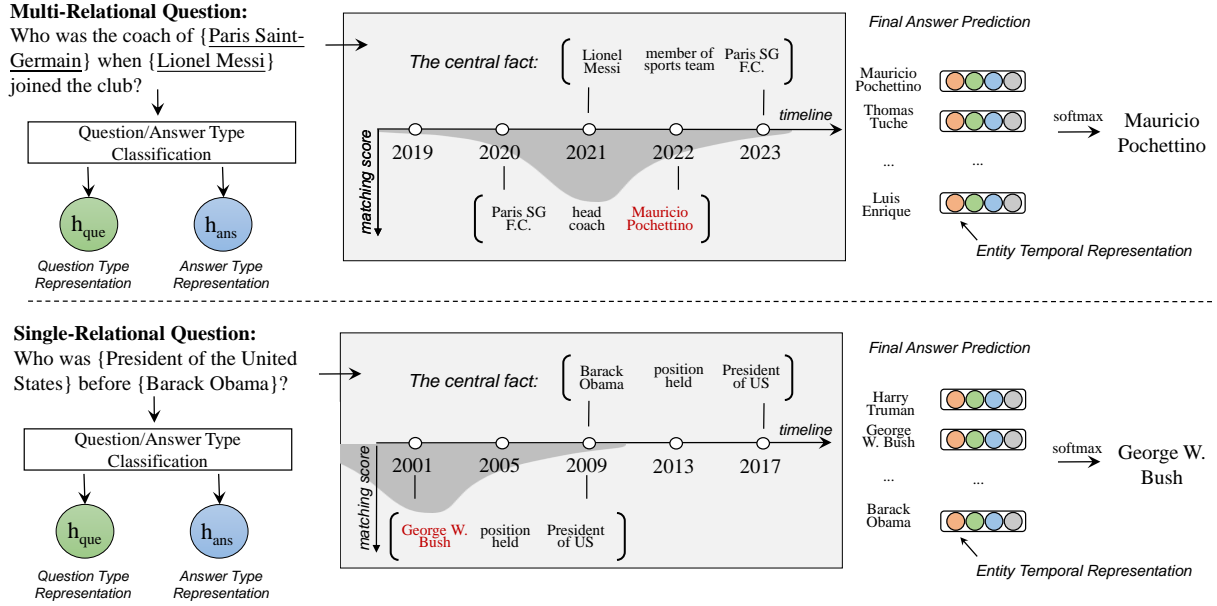 Multi-Relational Question:
Who was the coach of {Paris Saint-
Germain} when {Lionel Messi}
joined the club?
Question/Answer Type
Classification
h_que
h_ans
Question Type
Representation
Answer Type
Representation
The central fact:
Lionel
Messi
member of
sports team
Paris SG
F.C.
timeline
2019
2020
2021
2022
2023
matching score
Paris SG
F.C.
head
coach
Mauricio
Pochettino
Final Answer Prediction
Mauricio
Pochettino
Thomas
Tuche
...
...
Luis
Enrique
softmax
Mauricio
Pochettino
Entity Temporal Representation
Single-Relational Question:
Who was {President of the United
States} before {Barack Obama}?
Question/Answer Type
Classification
h_que
h_ans
Question Type
Representation
Answer Type
Representation
The central fact:
Barack
Obama
position
held
President
of US
timeline
2001
2005
2009
2013
2017
matching score
George W.
Bush
position
held
President
of US
Final Answer Prediction
Harry
Truman
George
W. Bush
...
...
Barack
Obama
softmax
George W.
Bush
Entity Temporal Representation